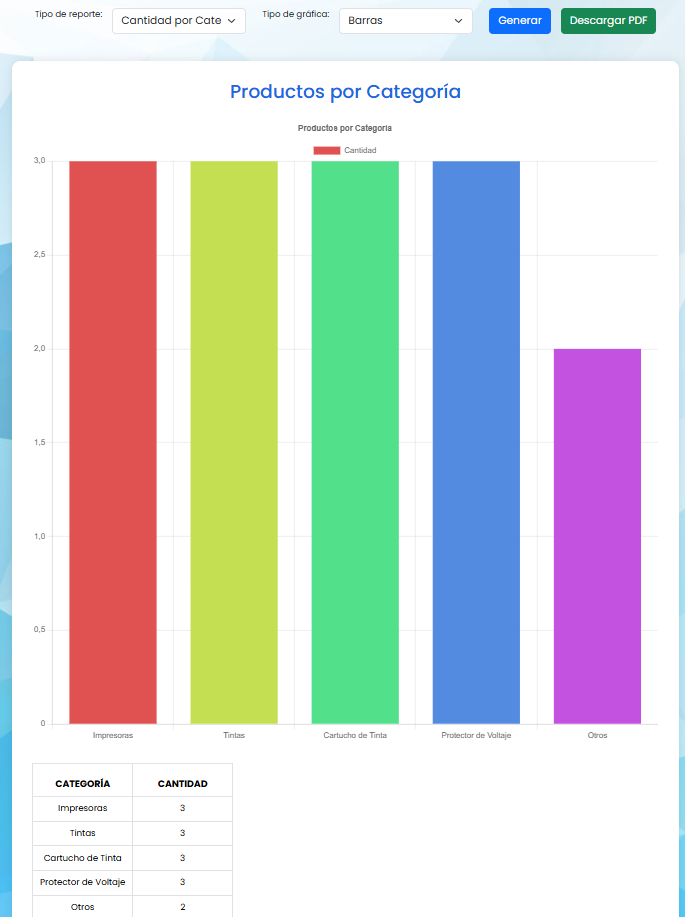 Tipo de reporte: Cantidad por Cate Tipo de gráfica: Barras Generar Descargar PDF
Productos por Categoría
Productos por Categoría
Cantidad
3,0
2,5
2,0
1,5
1,0
0,5
0
Impresoras Tintas Cartucho de Tinta Protector de Voltaje Otros
CATEGORÍA CANTIDAD
Impresoras 3
Tintas 3
Cartucho de Tinta 3
Protector de Voltaje 3
Otros 2